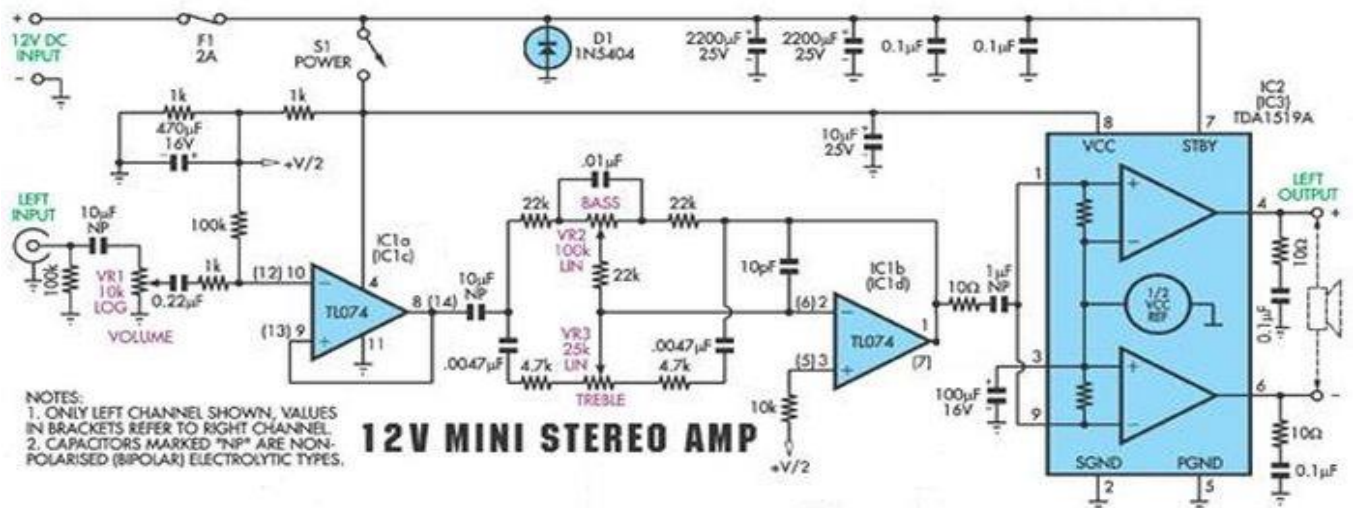 +
12V DC
INPUT
-
F1
2A
S1
POWER
D1
1N5404
2200µF
25V
+
-
2200µF
25V
+
-
0.1µF
0.1µF
IC2
(IC3)
TDA1519A
1k
1k
470µF
16V
-
+
+V/2
10µF
25V
+
-
8
7
VCC
STBY
LEFT
INPUT
10µF
NP
100k
100k
VR1
10k
LOG
VOLUME
0.22µF
1k
(12) 10
-
IC1a
(IC1c)
4
TL074
8 (14)
(13) 9
+
11
10µF
NP
.01µF
22k
BASS
22k
VR2
100k
LIN
22k
10pF
VR3
25k
LIN
.0047µF
4.7k
4.7k
.0047µF
TREBLE
(6) 2
-
IC1b
(IC1d)
TL074
1
(7)
(5) 3
+
10k
+V/2
10Ω
1µF
NP
1
+
-
1/2
VCC
REF
3
+
100µF
16V
+
-
9
-
4
LEFT
OUTPUT
+
10Ω
0.1µF
6
-
10Ω
0.1µF
SGND
PGND
2
5
NOTES:
1. ONLY LEFT CHANNEL SHOWN, VALUES
IN BRACKETS REFER TO RIGHT CHANNEL.
2. CAPACITORS MARKED "NP" ARE NON-
POLARISED (BIPOLAR) ELECTROLYTIC TYPES.
12V MINI STEREO AMP